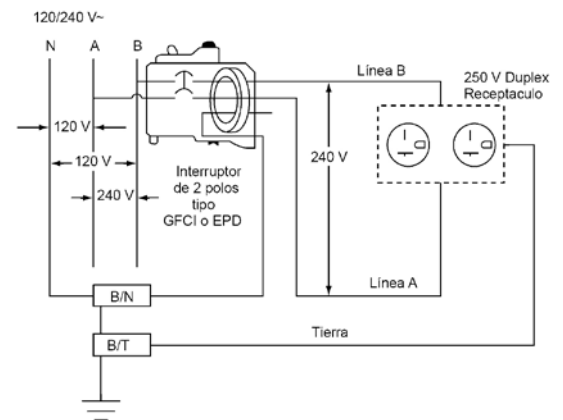 120/240 V~
N A B
Línea B
250 V Duplex
Receptaculo
120 V
120 V
240 V
Interruptor
de 2 polos
tipo
GFCI o EPD
240 V
Línea A
B/N
Tierra
B/T